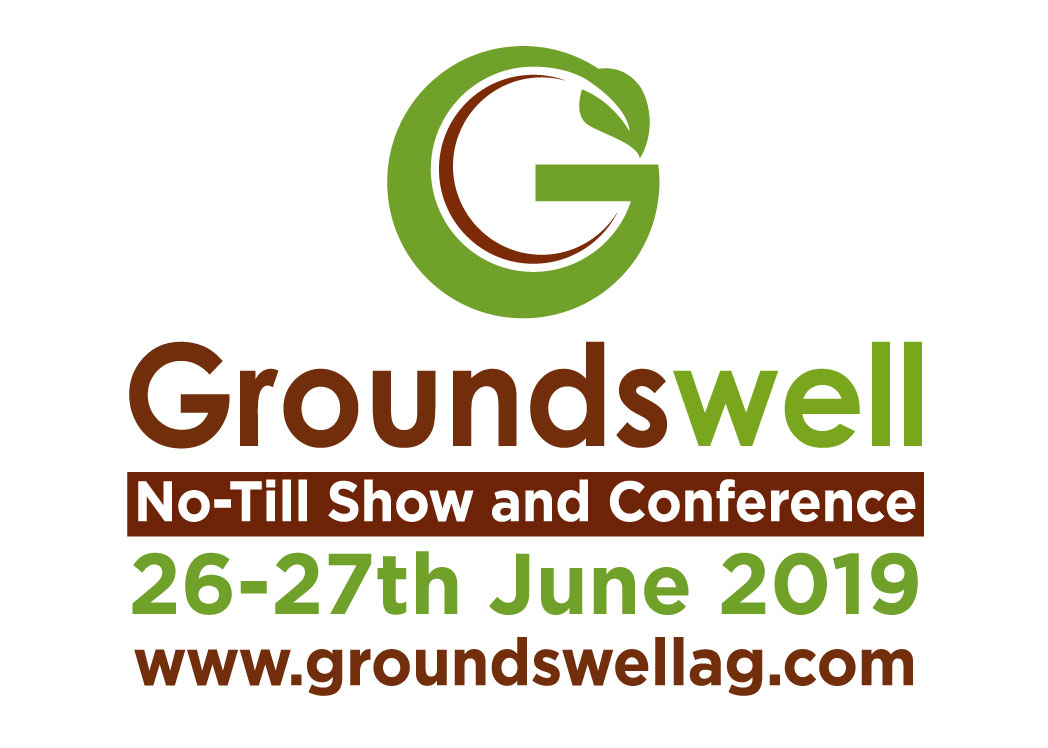 Groundswell
No-Till Show and Conference
26-27th June 2019
www.groundswellag.com